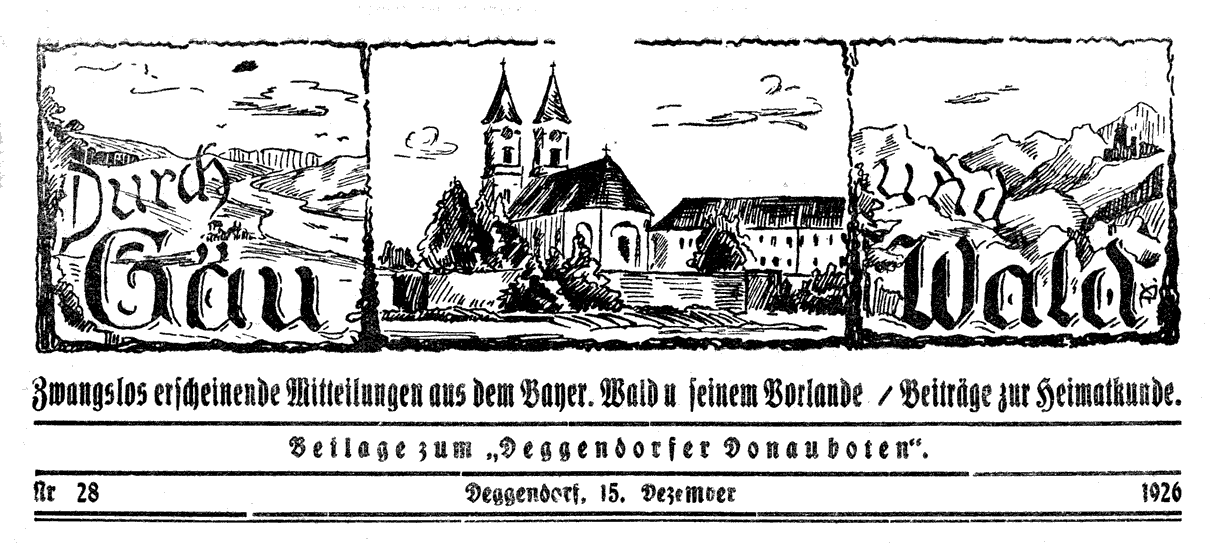 Durch Gäu und Wald
Zwangslos erscheinende Mitteilungen aus dem Bayer. Wald u seinem Vorlande / Beiträge zur Heimatkunde.
Beilage zum „Deggendorfer Donauboten“.
Nr 28 Deggendorf, 15. Dezember 1926